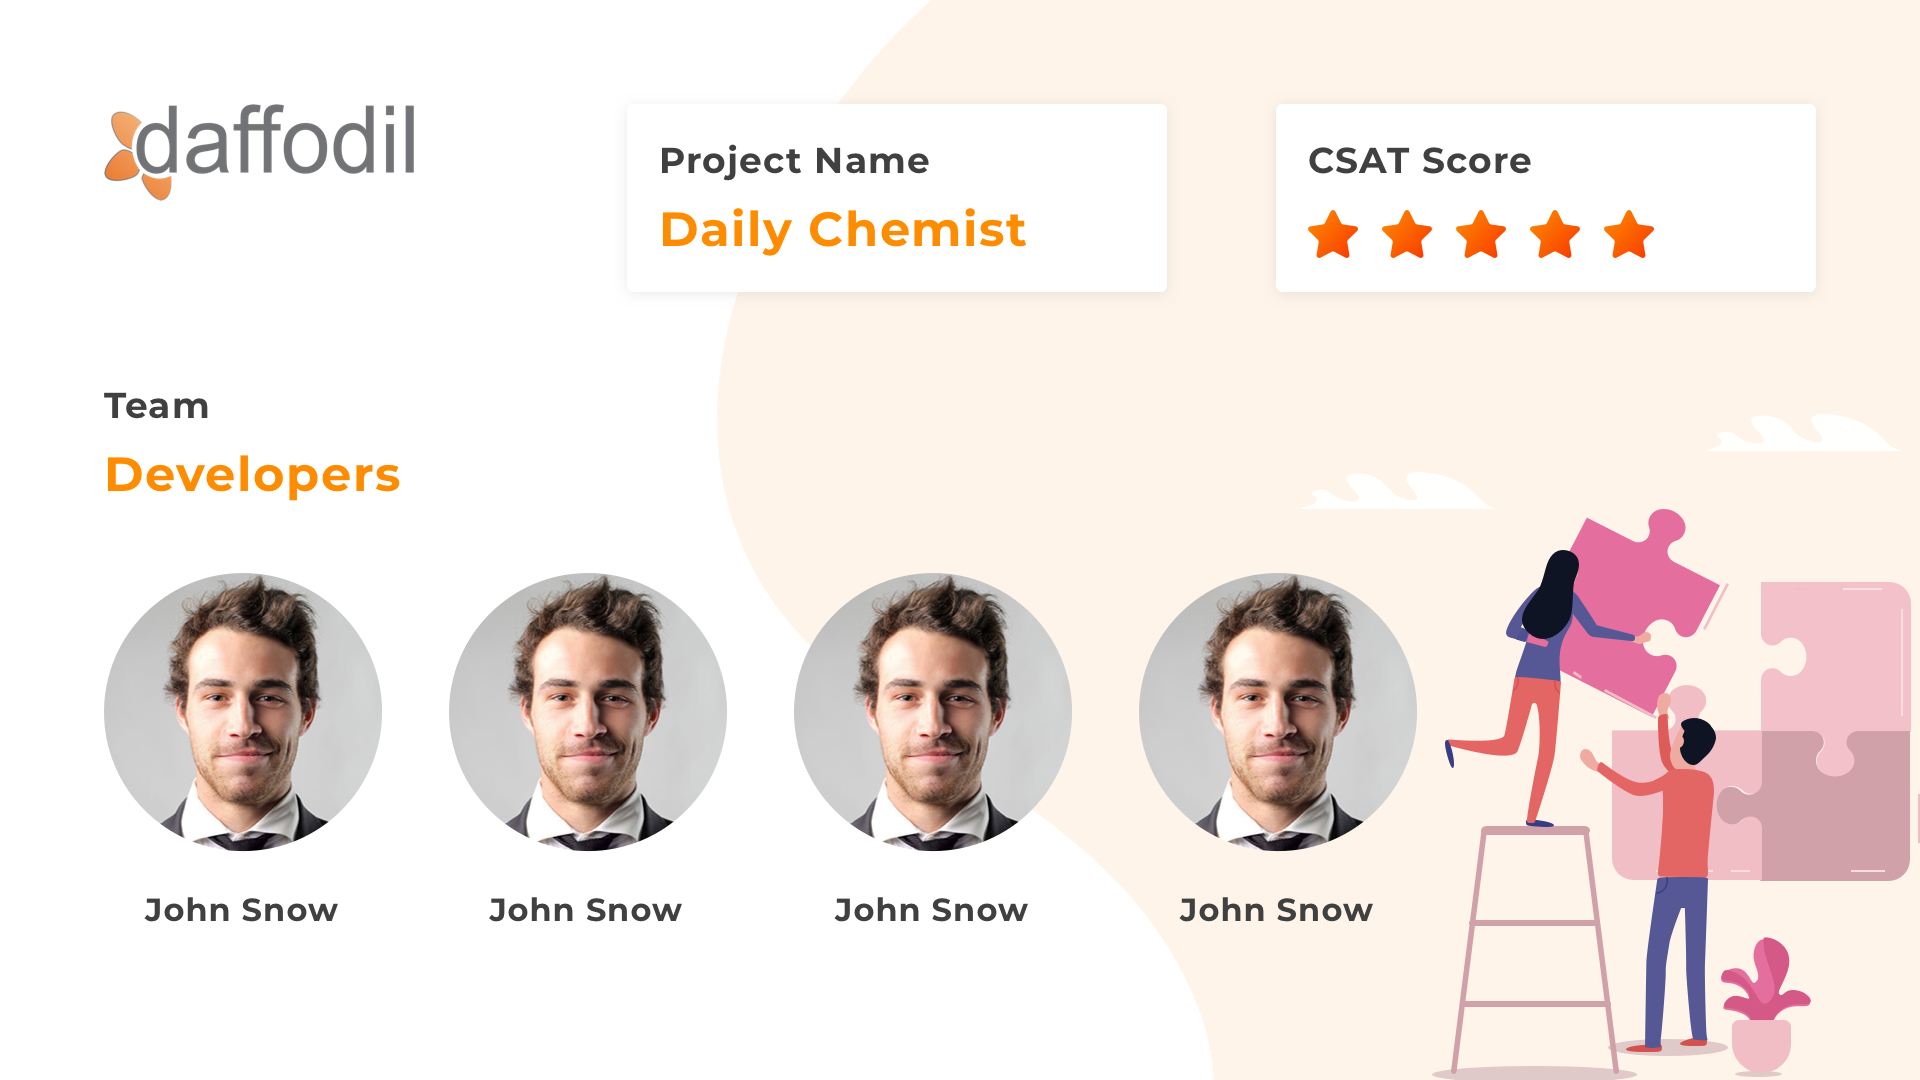 daffodil
Project Name
Daily Chemist
CSAT Score
Team
Developers
John Snow
John Snow
John Snow
John Snow